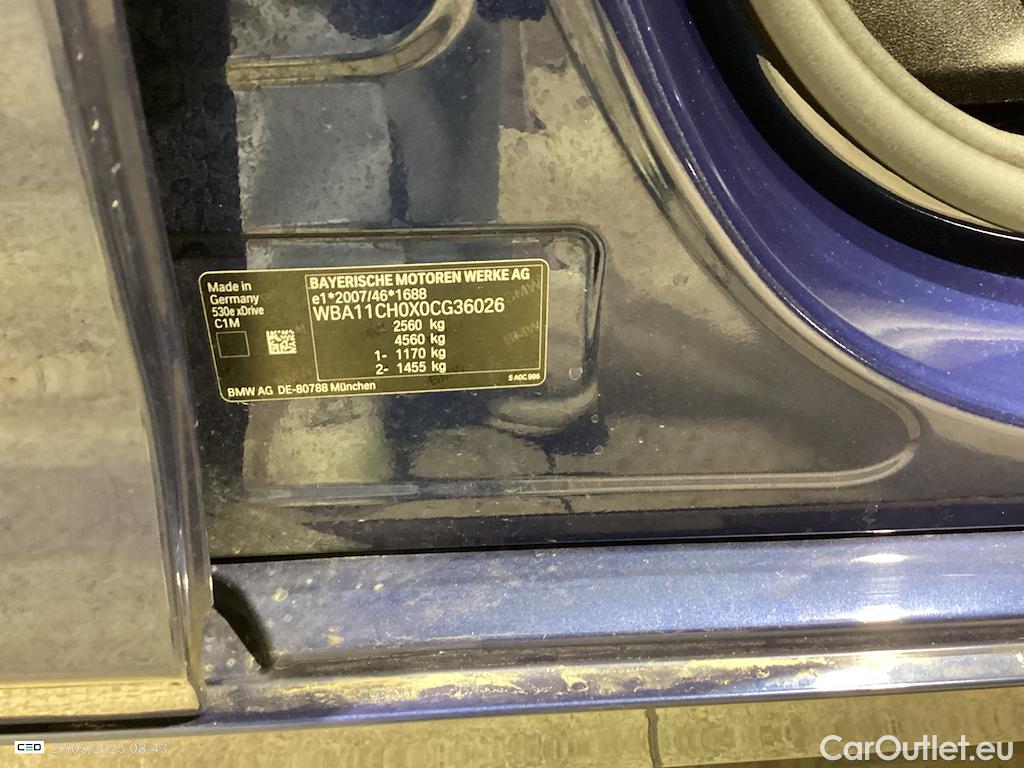 Made in
Germany
530e xDrive
C1M
BAYERISCHE MOTOREN WERKE AG
e1*2007/46*1688
WBA11CH0X0CG36026
2560 kg
4560 kg
1- 1170 kg
2- 1455 kg
BMW AG DE-80788 München
5 A0C 986
CEO 27/05/2025 08:43
CarOutlet.eu